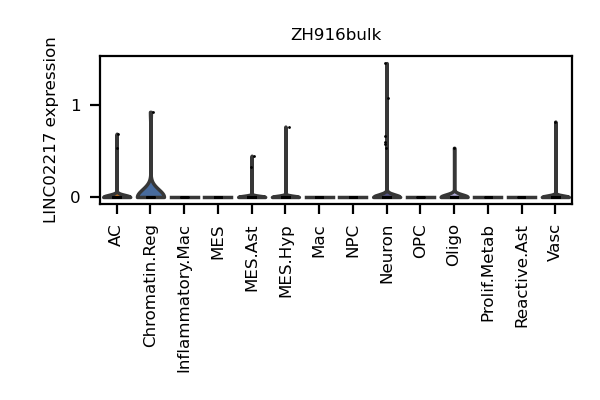 ZH916bulk
LINC02217 expression
1
0
AC
Chromatin.Reg
Inflammatory.Mac
MES
MES.Ast
MES.Hyp
Mac
NPC
Neuron
OPC
Oligo
Prolif.Metab
Reactive.Ast
Vasc